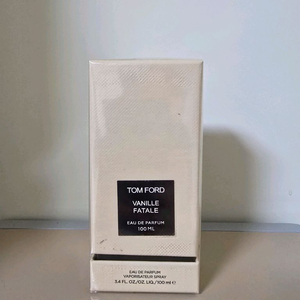 TOM FORD
VANILLE
FATALE
EAU DE PARFUM
100 ML
EAU DE PARFUM
VAPORISATEUR SPRAY
3.4 FL. OZ./OZ. LIQ./100 ml ℮